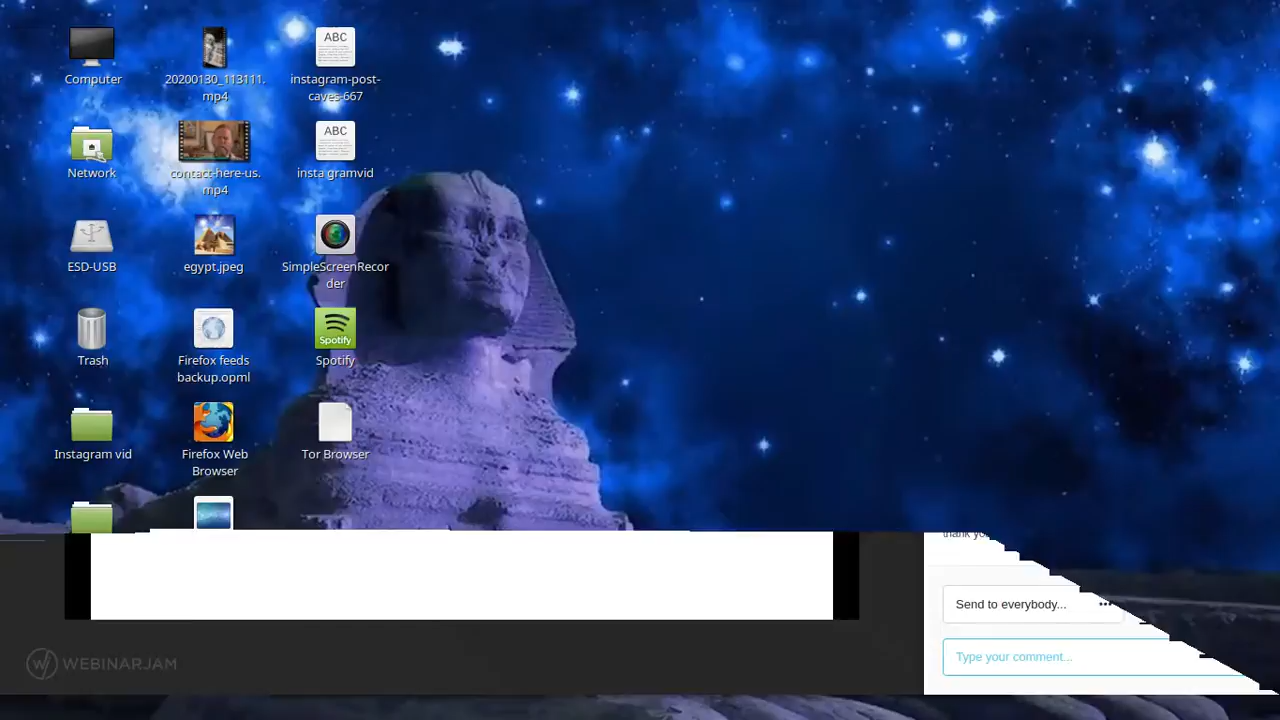 Computer
20200130_113111.
mp4
ABC
instagram-post-
caves-667
Network
contact-here-us.
mp4
ABC
insta gramvid
ESD-USB
egypt.jpeg
SimpleScreenRecor
der
Trash
Firefox feeds
backup.opml
Spotify
Spotify
Instagram vid
Firefox Web
Browser
Tor Browser
Send to everybody...
Type your comment...
WEBINARJAM